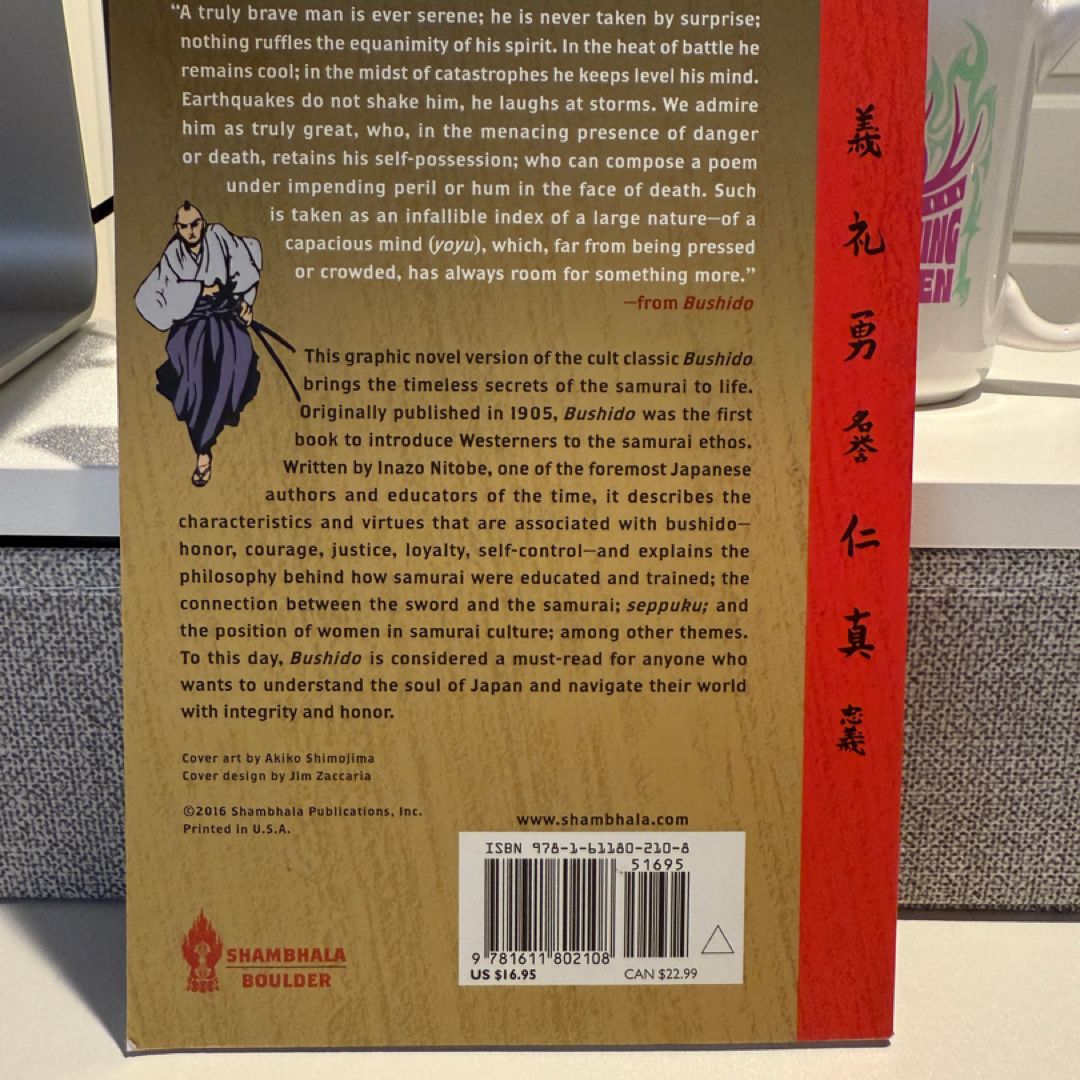 “A truly brave man is ever serene; he is never taken by surprise;
nothing ruffles the equanimity of his spirit. In the heat of battle he
remains cool; in the midst of catastrophes he keeps level his mind.
Earthquakes do not shake him, he laughs at storms. We admire
him as truly great, who, in the menacing presence of danger
or death, retains his self-possession; who can compose a poem
under impending peril or hum in the face of death. Such
is taken as an infallible index of a large nature—of a
capacious mind (yoyu), which, far from being pressed
or crowded, has always room for something more.”
—from Bushido
This graphic novel version of the cult classic Bushido
brings the timeless secrets of the samurai to life.
Originally published in 1905, Bushido was the first
book to introduce Westerners to the samurai ethos.
Written by Inazo Nitobe, one of the foremost Japanese
authors and educators of the time, it describes the
characteristics and virtues that are associated with bushido—
honor, courage, justice, loyalty, self-control—and explains the
philosophy behind how samurai were educated and trained; the
connection between the sword and the samurai; seppuku; and
the position of women in samurai culture; among other themes.
To this day, Bushido is considered a must-read for anyone who
wants to understand the soul of Japan and navigate their world
with integrity and honor.
Cover art by Akiko Shimojima
Cover design by Jim Zaccaria
©2016 Shambhala Publications, Inc.
Printed in U.S.A.
www.shambhala.com
ISBN 978-1-61180-210-8
51695
9 781611 802108
US $16.95 CAN $22.99
SHAMBHALA
BOULDER
義
礼
勇
名誉
仁
真
忠義